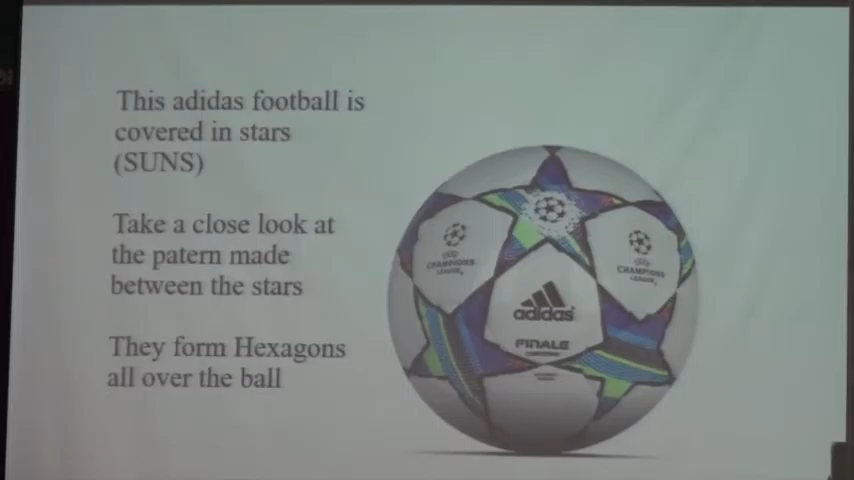 This adidas football is
covered in stars
(SUNS)
Take a close look at
the patern made
between the stars
They form Hexagons
all over the ball
CHAMPIONS
LEAGUE
CHAMPIONS
LEAGUE
adidas
FINALE